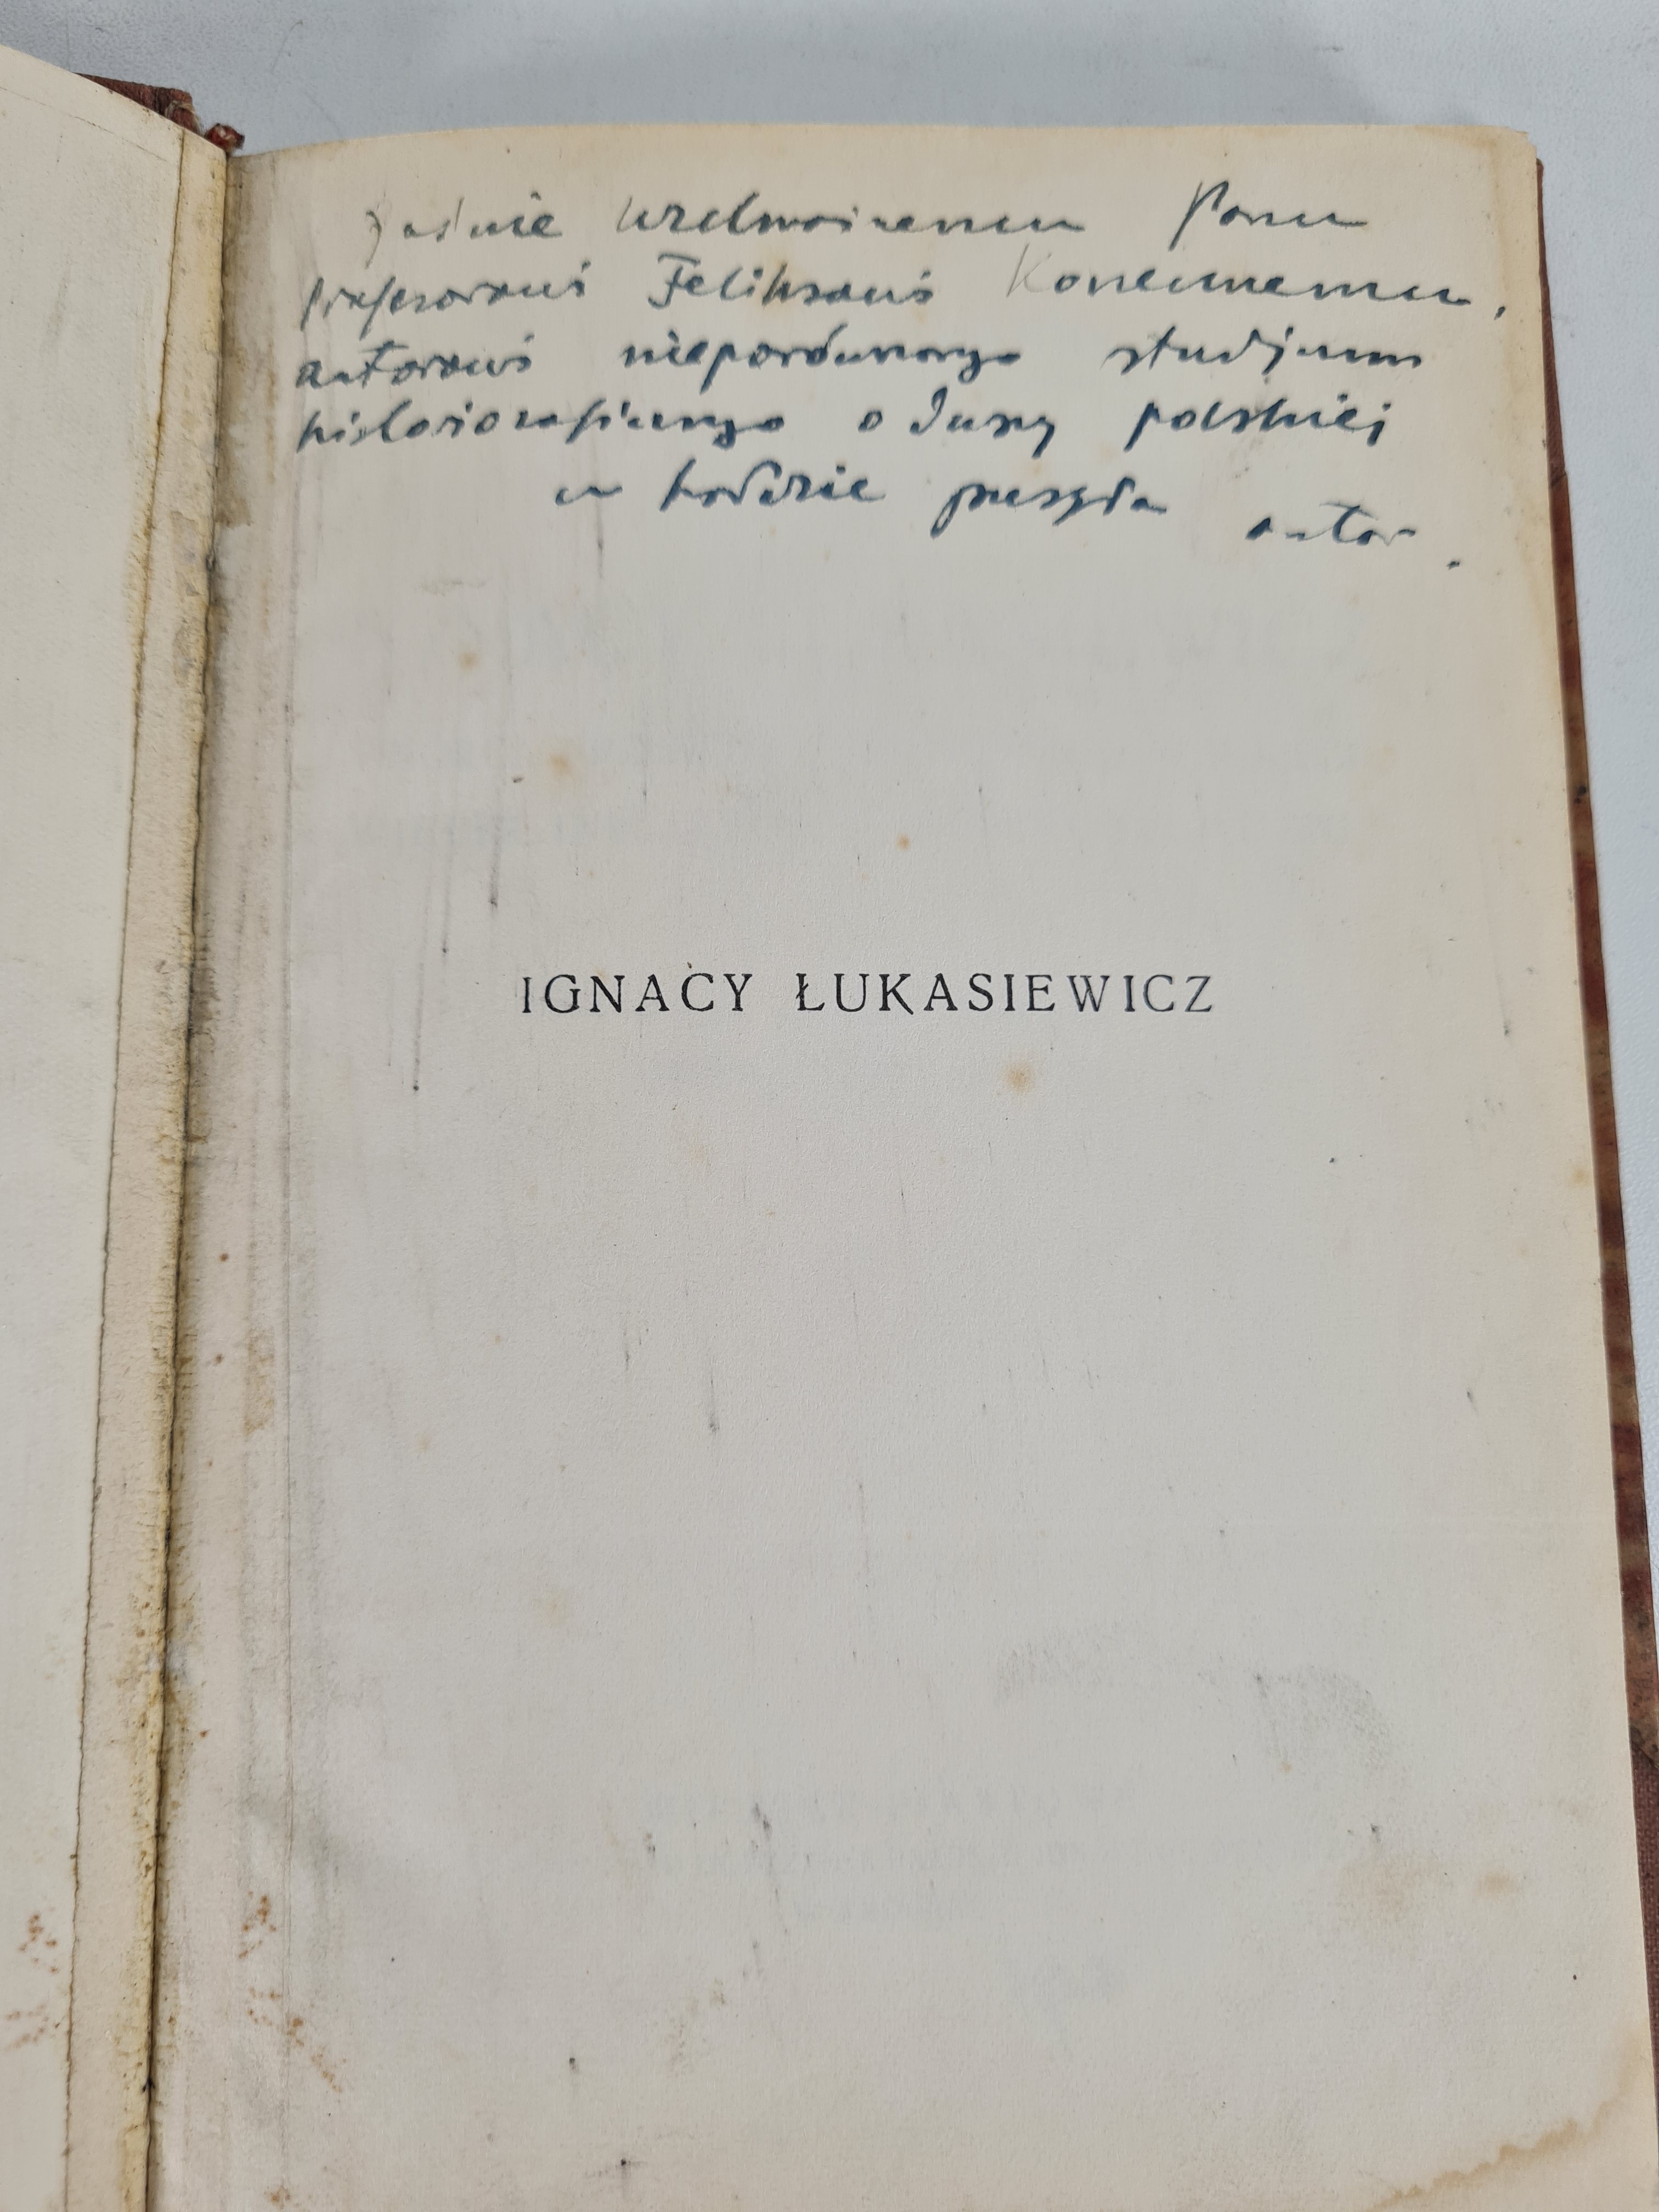 Jaśnie Wielmożnemu Panu
profesorowi Feliksowi Konecznemu,
autorowi nieporównanego studjum
historiozoficznego o duszy polskiej
w hołdzie przesyła autor.
IGNACY ŁUKASIEWICZ